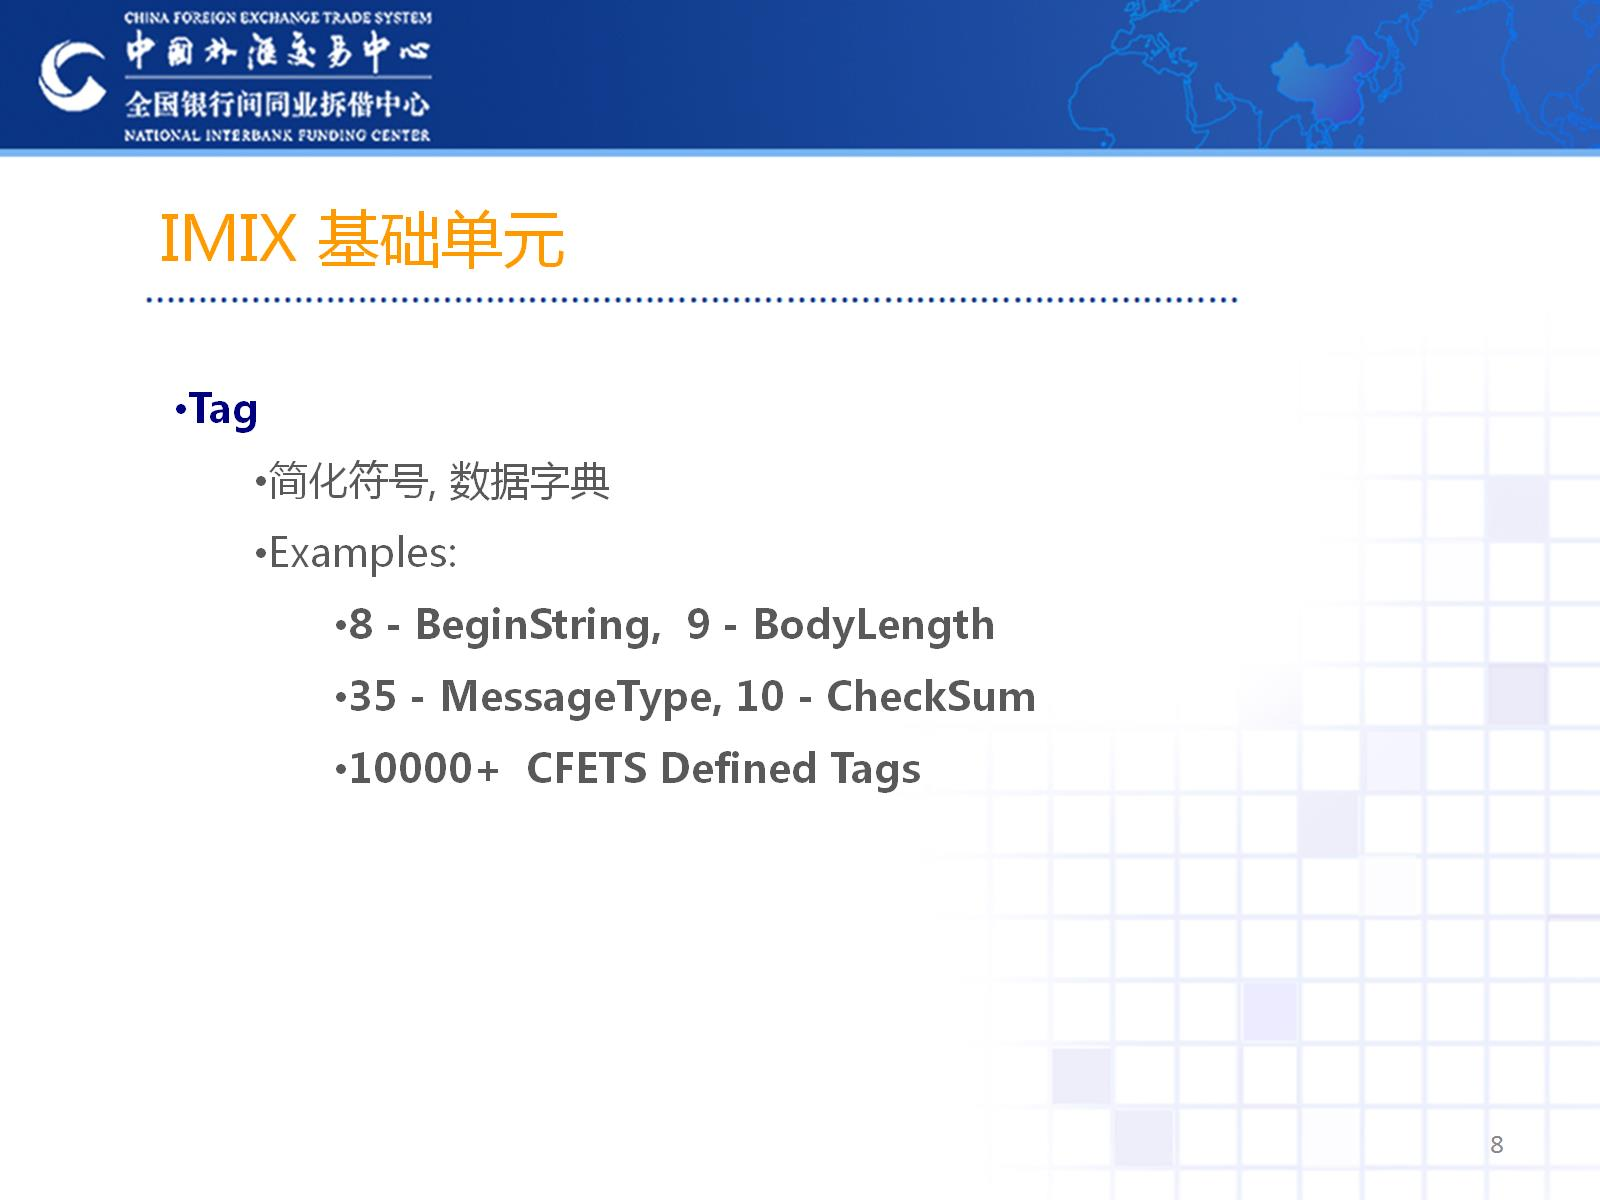 CHINA FOREIGN EXCHANGE TRADE SYSTEM
中国外汇交易中心
全国银行间同业拆借中心
NATIONAL INTERBANK FUNDING CENTER
IMIX 基础单元
•Tag
•简化符号, 数据字典
•Examples:
•8 - BeginString,  9 - BodyLength
•35 - MessageType, 10 - CheckSum
•10000+  CFETS Defined Tags
8